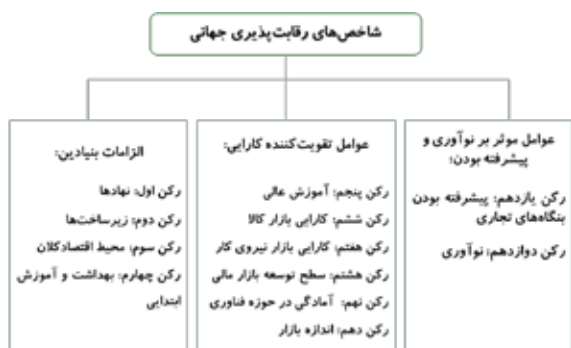 شاخص‌های رقابت‌پذیری جهانی
عوامل موثر بر نوآوری و
پیشرفته بودن:
رکن یازدهم: پیشرفته بودن
بنگاه‌های تجاری
رکن دوازدهم: نوآوری
عوامل تقویت‌کننده کارایی:
رکن پنجم: آموزش عالی
رکن ششم: کارایی بازار کالا
رکن هفتم: کارایی بازار نیروی کار
رکن هشتم: سطح توسعه بازار مالی
رکن نهم: آمادگی در حوزه فناوری
رکن دهم: اندازه بازار
الزامات بنیادین:
رکن اول: نهادها
رکن دوم: زیرساخت‌ها
رکن سوم: محیط اقتصادکلان
رکن چهارم: بهداشت و آموزش
ابتدایی